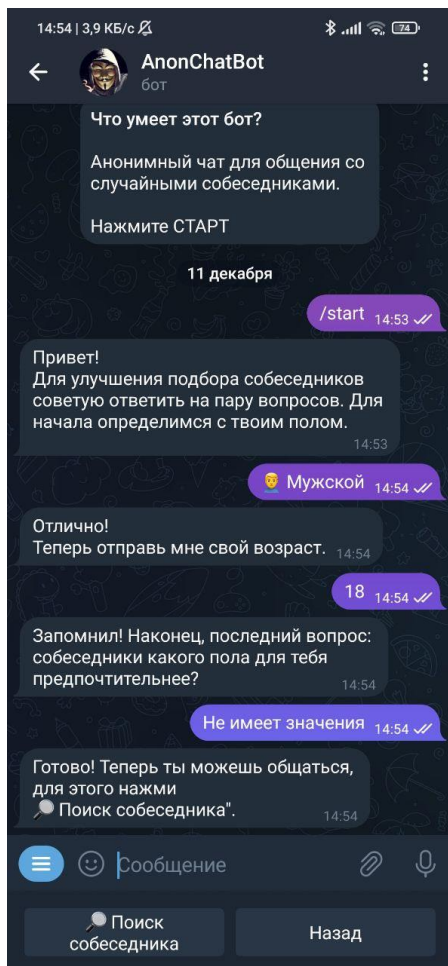 14:54 | 3,9 КБ/с
74
AnonChatBot
бот
Что умеет этот бот?
Анонимный чат для общения со
случайными собеседниками.
Нажмите СТАРТ
11 декабря
/start 14:53
Привет!
Для улучшения подбора собеседников
советую ответить на пару вопросов. Для
начала определимся с твоим полом.
14:53
Мужской 14:54
Отлично!
Теперь отправь мне свой возраст. 14:54
18 14:54
Запомнил! Наконец, последний вопрос:
собеседники какого пола для тебя
предпочтительнее?
14:54
Не имеет значения 14:54
Готово! Теперь ты можешь общаться,
для этого нажми
🔎 Поиск собеседника".
14:54
Сообщение
🔎 Поиск
собеседника
Назад